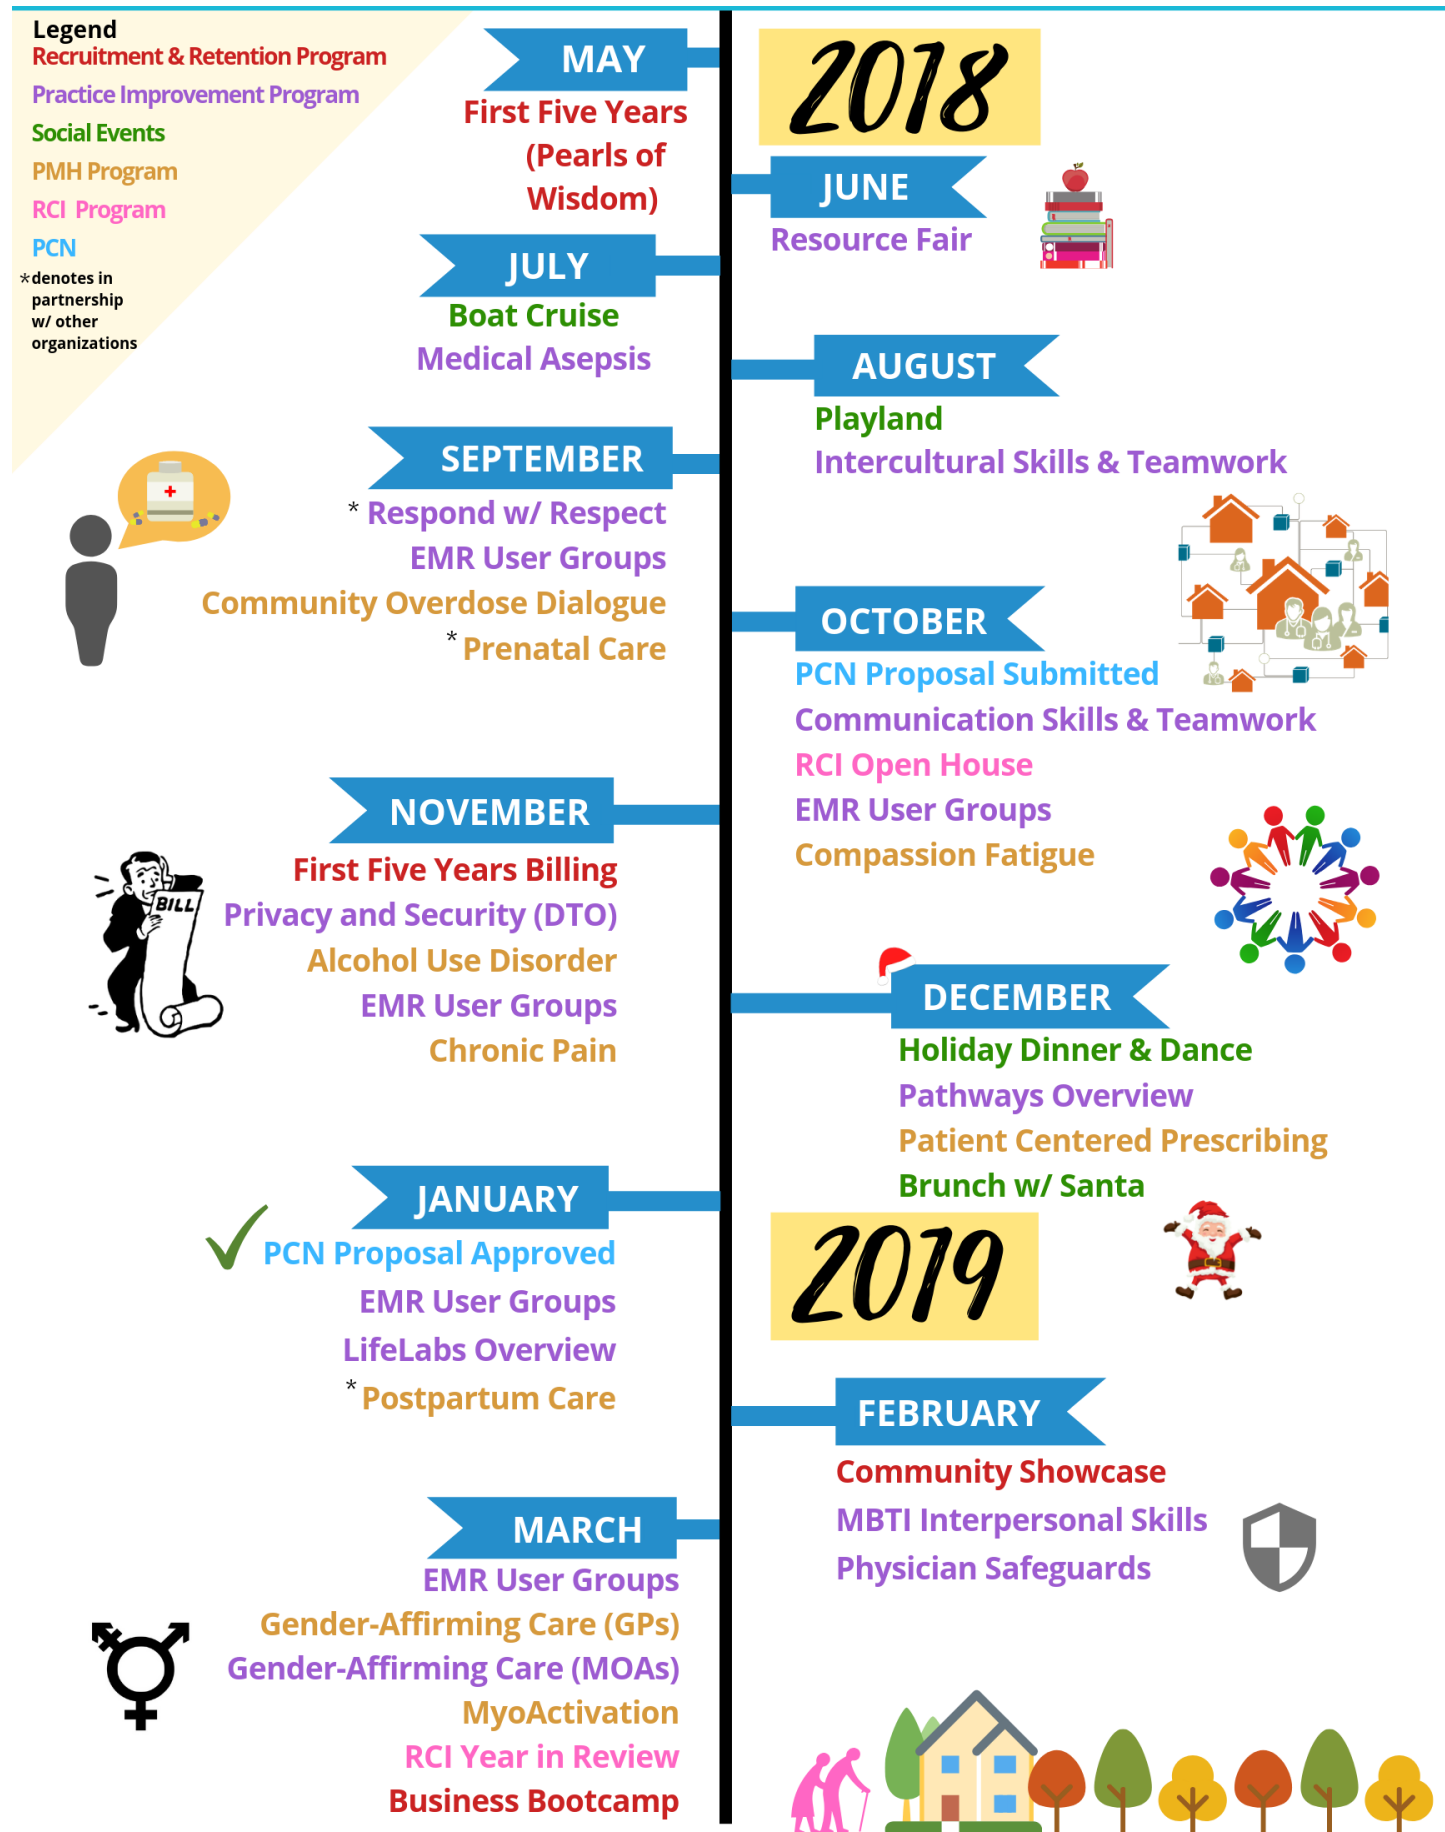 Legend
Recruitment & Retention Program
Practice Improvement Program
Social Events
PMH Program
RCI Program
PCN
*denotes in
partnership
w/ other
organizations
2018
MAY
First Five Years
(Pearls of
Wisdom)
JUNE
Resource Fair
JULY
Boat Cruise
Medical Asepsis
AUGUST
Playland
Intercultural Skills & Teamwork
SEPTEMBER
* Respond w/ Respect
EMR User Groups
Community Overdose Dialogue
* Prenatal Care
OCTOBER
PCN Proposal Submitted
Communication Skills & Teamwork
RCI Open House
EMR User Groups
Compassion Fatigue
NOVEMBER
First Five Years Billing
Privacy and Security (DTO)
Alcohol Use Disorder
EMR User Groups
Chronic Pain
BILL
DECEMBER
Holiday Dinner & Dance
Pathways Overview
Patient Centered Prescribing
Brunch w/ Santa
2019
JANUARY
PCN Proposal Approved
EMR User Groups
LifeLabs Overview
* Postpartum Care
FEBRUARY
Community Showcase
MBTI Interpersonal Skills
Physician Safeguards
MARCH
EMR User Groups
Gender-Affirming Care (GPs)
Gender-Affirming Care (MOAs)
MyoActivation
RCI Year in Review
Business Bootcamp